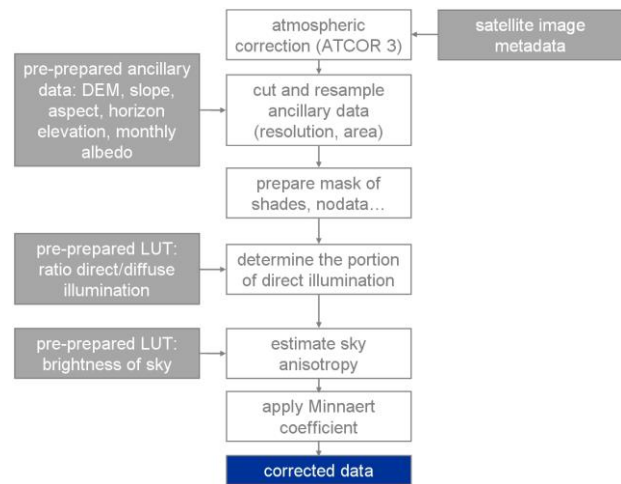 atmospheric
correction (ATCOR 3)
satellite image
metadata
pre-prepared ancillary
data: DEM, slope,
aspect, horizon
elevation, monthly
albedo
cut and resample
ancillary data
(resolution, area)
prepare mask of
shades, nodata...
pre-prepared LUT:
ratio direct/diffuse
illumination
determine the portion
of direct illumination
pre-prepared LUT:
brightness of sky
estimate sky
anisotropy
apply Minnaert
coefficient
corrected data